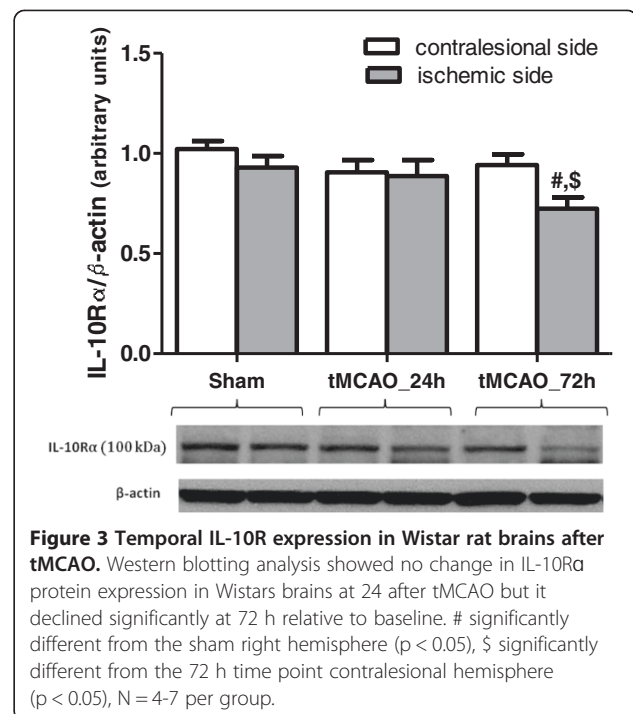 contralesional side
ischemic side
IL-10Rα/β-actin (arbitrary units)
1.5
1.0
0.5
0.0
#,$
Sham
tMCAO_24h
tMCAO_72h
IL-10Rα (100 kDa)
β-actin
Figure 3 Temporal IL-10R expression in Wistar rat brains after
tMCAO. Western blotting analysis showed no change in IL-10Rα
protein expression in Wistars brains at 24 after tMCAO but it
declined significantly at 72 h relative to baseline. # significantly
different from the sham right hemisphere (p < 0.05), $ significantly
different from the 72 h time point contralesional hemisphere
(p < 0.05), N = 4-7 per group.